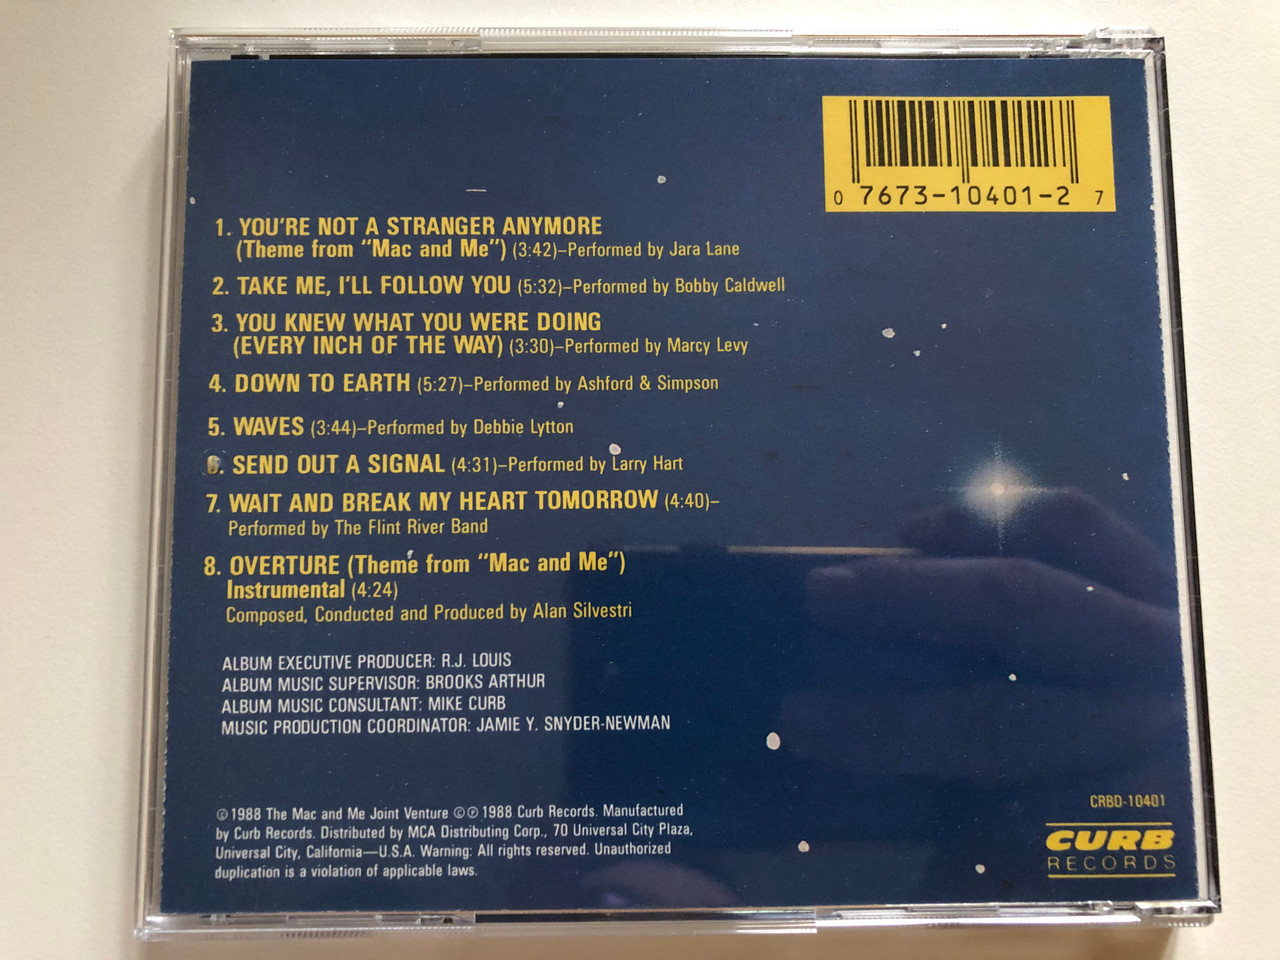 0 7673-10401-2 7
1. YOU'RE NOT A STRANGER ANYMORE
(Theme from "Mac and Me") (3:42)–Performed by Jara Lane
2. TAKE ME, I'LL FOLLOW YOU (5:32)–Performed by Bobby Caldwell
3. YOU KNEW WHAT YOU WERE DOING
(EVERY INCH OF THE WAY) (3:30)–Performed by Marcy Levy
4. DOWN TO EARTH (5:27)–Performed by Ashford & Simpson
5. WAVES (3:44)–Performed by Debbie Lytton
6. SEND OUT A SIGNAL (4:31)–Performed by Larry Hart
7. WAIT AND BREAK MY HEART TOMORROW (4:40)–
Performed by The Flint River Band
8. OVERTURE (Theme from "Mac and Me")
Instrumental (4:24)
Composed, Conducted and Produced by Alan Silvestri
ALBUM EXECUTIVE PRODUCER: R.J. LOUIS
ALBUM MUSIC SUPERVISOR: BROOKS ARTHUR
ALBUM MUSIC CONSULTANT: MIKE CURB
MUSIC PRODUCTION COORDINATOR: JAMIE Y. SNYDER-NEWMAN
©1988 The Mac and Me Joint Venture ©℗1988 Curb Records. Manufactured
by Curb Records. Distributed by MCA Distributing Corp., 70 Universal City Plaza,
Universal City, California—U.S.A. Warning: All rights reserved. Unauthorized
duplication is a violation of applicable laws.
CRBD-10401
CURB
RECORDS